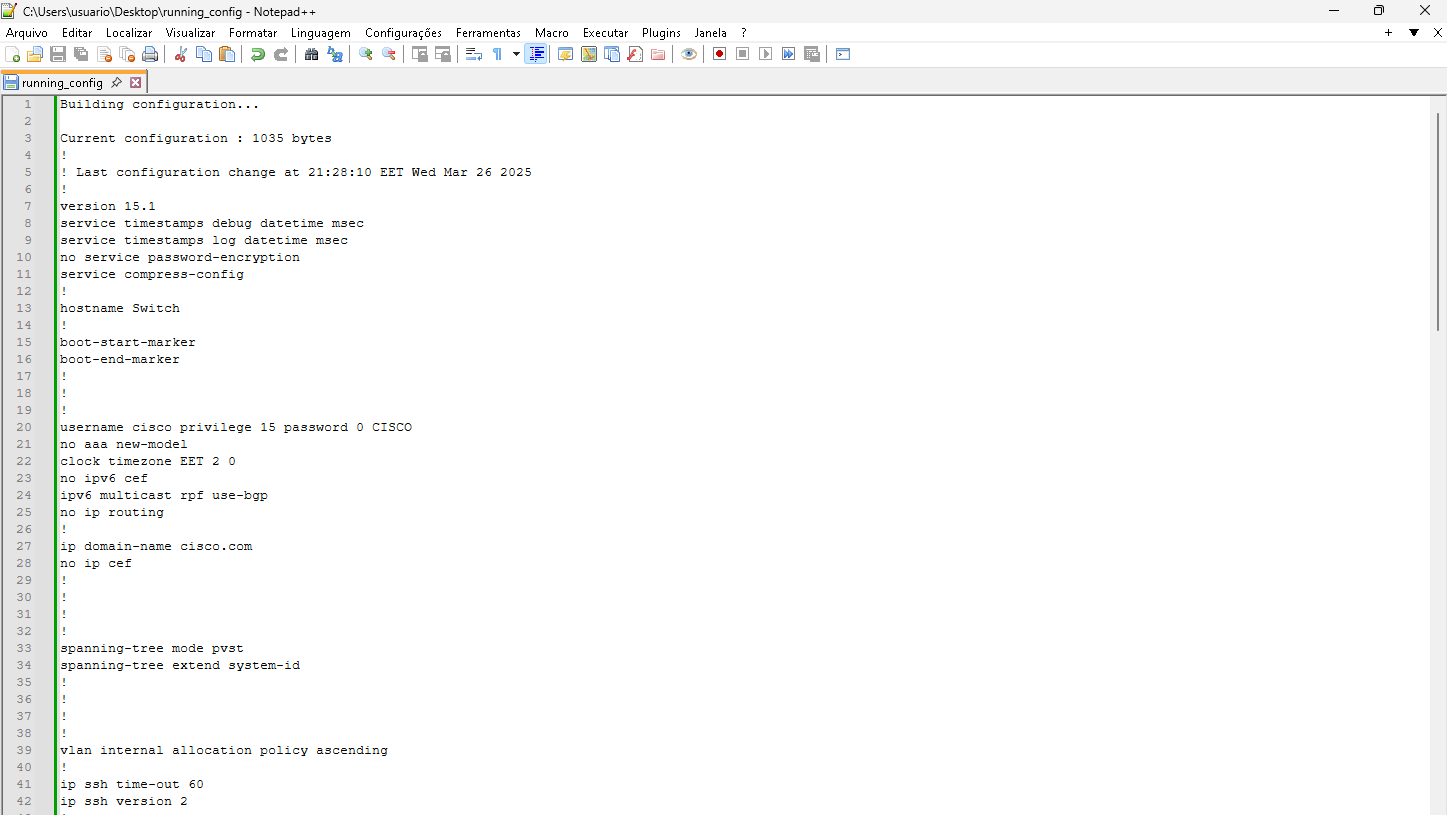 C:\Users\usuario\Desktop\running_config - Notepad++
Arquivo Editar Localizar Visualizar Formatar Linguagem Configurações Ferramentas Macro Executar Plugins Janela ?
running_config
1 Building configuration...
2
3 Current configuration : 1035 bytes
4 !
5 ! Last configuration change at 21:28:10 EET Wed Mar 26 2025
6 !
7 version 15.1
8 service timestamps debug datetime msec
9 service timestamps log datetime msec
10 no service password-encryption
11 service compress-config
12 !
13 hostname Switch
14 !
15 boot-start-marker
16 boot-end-marker
17 !
18 !
19 !
20 username cisco privilege 15 password 0 CISCO
21 no aaa new-model
22 clock timezone EET 2 0
23 no ipv6 cef
24 ipv6 multicast rpf use-bgp
25 no ip routing
26 !
27 ip domain-name cisco.com
28 no ip cef
29 !
30 !
31 !
32 !
33 spanning-tree mode pvst
34 spanning-tree extend system-id
35 !
36 !
37 !
38 !
39 vlan internal allocation policy ascending
40 !
41 ip ssh time-out 60
42 ip ssh version 2